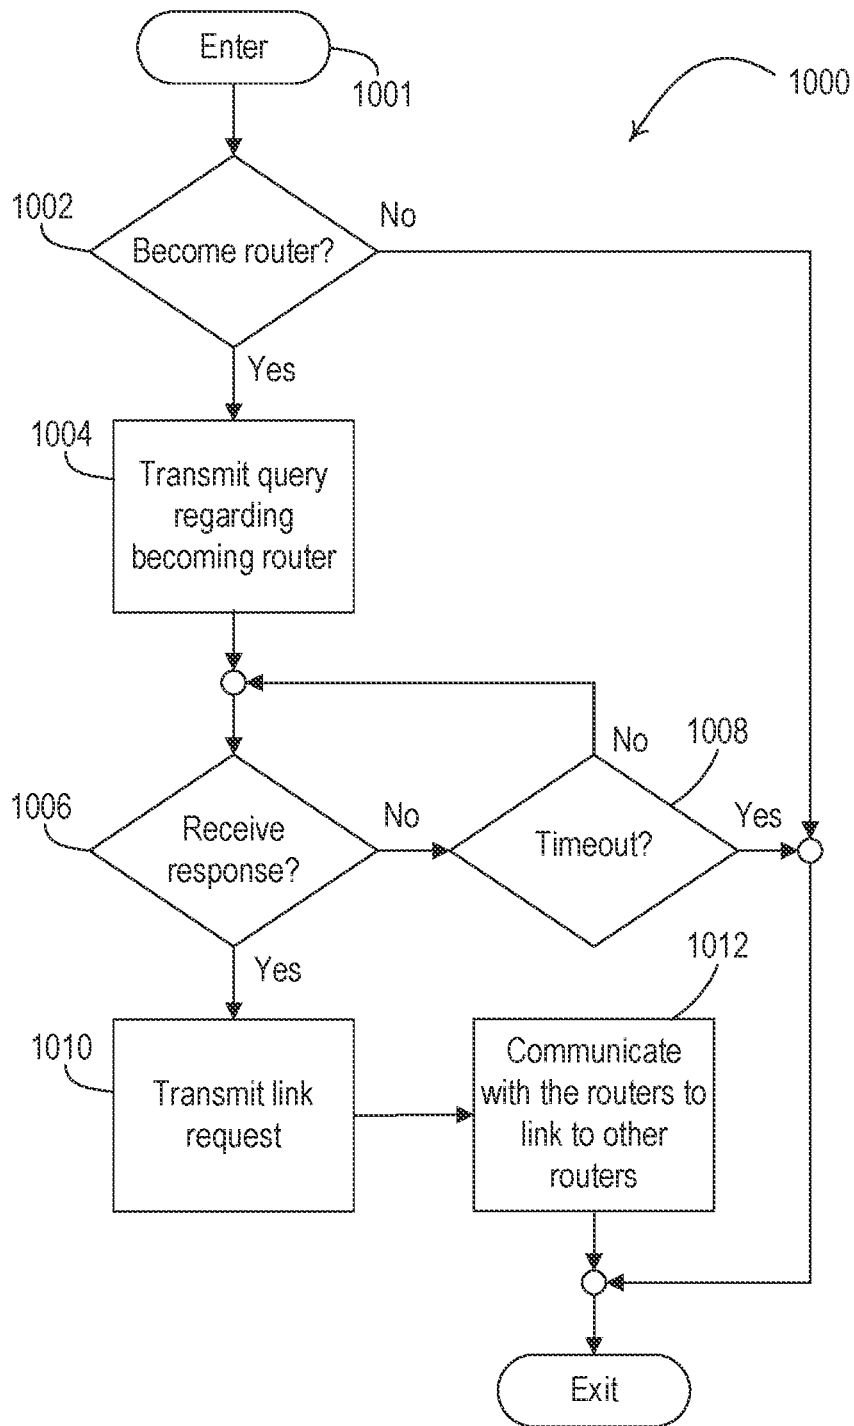 Enter
1001
1000
1002
Become router?
No
Yes
1004
Transmit query
regarding
becoming router
No
1008
1006
Receive
response?
No
Timeout?
Yes
Yes
1012
1010
Transmit link
request
Communicate
with the routers to
link to other
routers
Exit